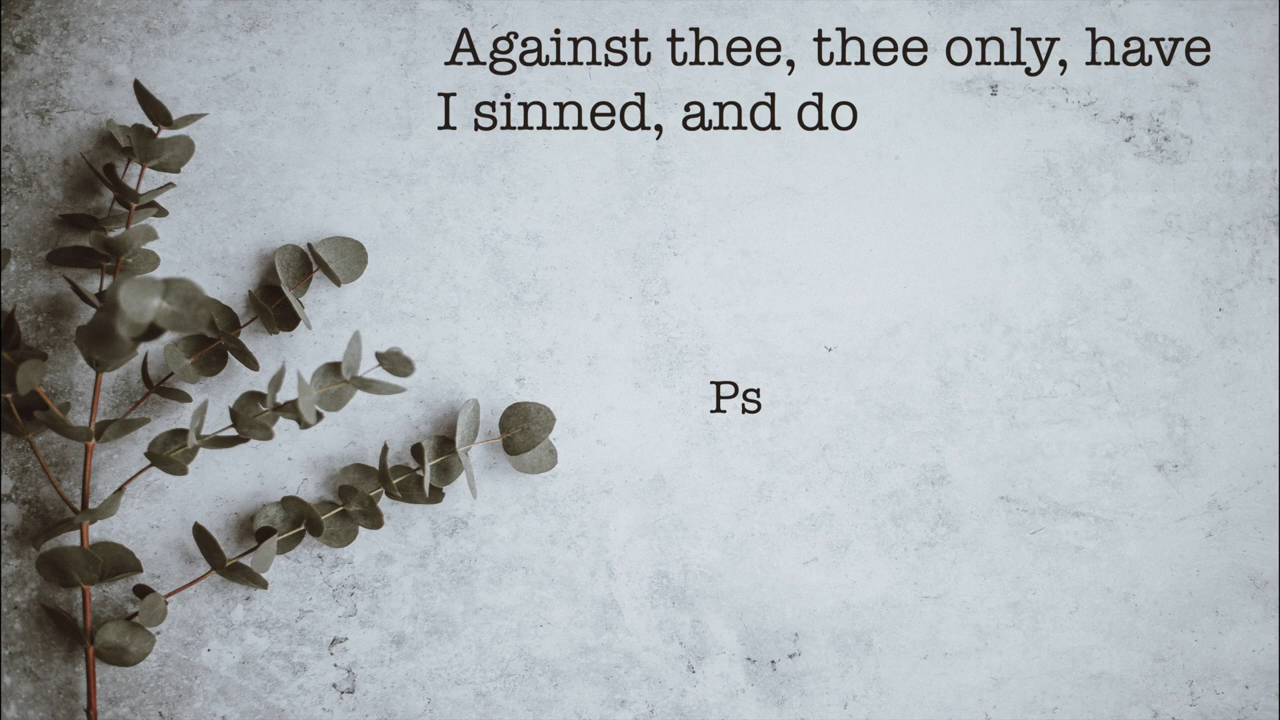 Against thee, thee only, have
I sinned, and do
Ps